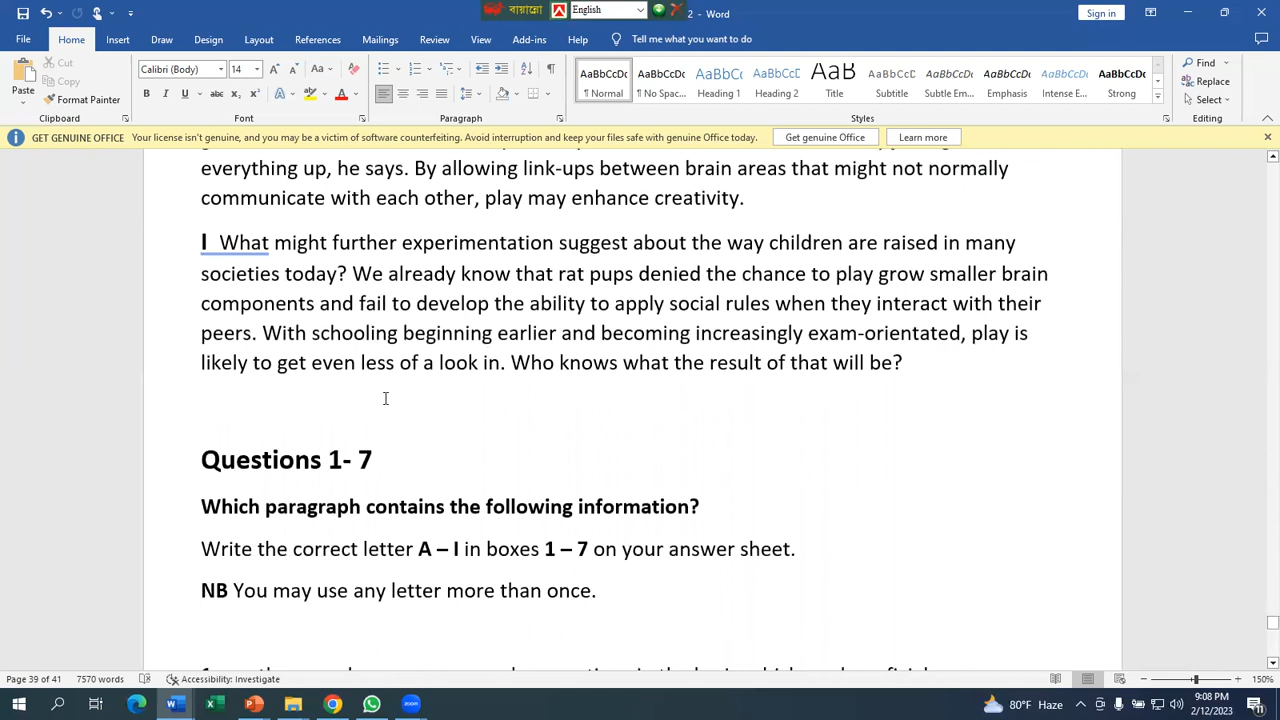 বায়ান্নো English 2 - Word Sign in
File Home Insert Draw Design Layout References Mailings Review View Add-ins Help Tell me what you want to do
Paste Cut Copy Format Painter
Calibri (Body) 14
AaBbCcDc AaBbCcDc AaBbCc AaBbCcD AaB AaBbCcD AaBbCcDc AaBbCcDc AaBbCcDc AaBbCcDc
¶ Normal ¶ No Spac... Heading 1 Heading 2 Title Subtitle Subtle Em... Emphasis Intense E... Strong
Find Replace Select
Clipboard Font Paragraph Styles Editing
GET GENUINE OFFICE Your license isn't genuine, and you may be a victim of software counterfeiting. Avoid interruption and keep your files safe with genuine Office today. Get genuine Office Learn more
everything up, he says. By allowing link-ups between brain areas that might not normally
communicate with each other, play may enhance creativity.
I What might further experimentation suggest about the way children are raised in many
societies today? We already know that rat pups denied the chance to play grow smaller brain
components and fail to develop the ability to apply social rules when they interact with their
peers. With schooling beginning earlier and becoming increasingly exam-orientated, play is
likely to get even less of a look in. Who knows what the result of that will be?
Questions 1- 7
Which paragraph contains the following information?
Write the correct letter A – I in boxes 1 – 7 on your answer sheet.
NB You may use any letter more than once.
Page 39 of 41 7570 words Accessibility: Investigate 150%
80°F Haze 9:08 PM
2/12/2023